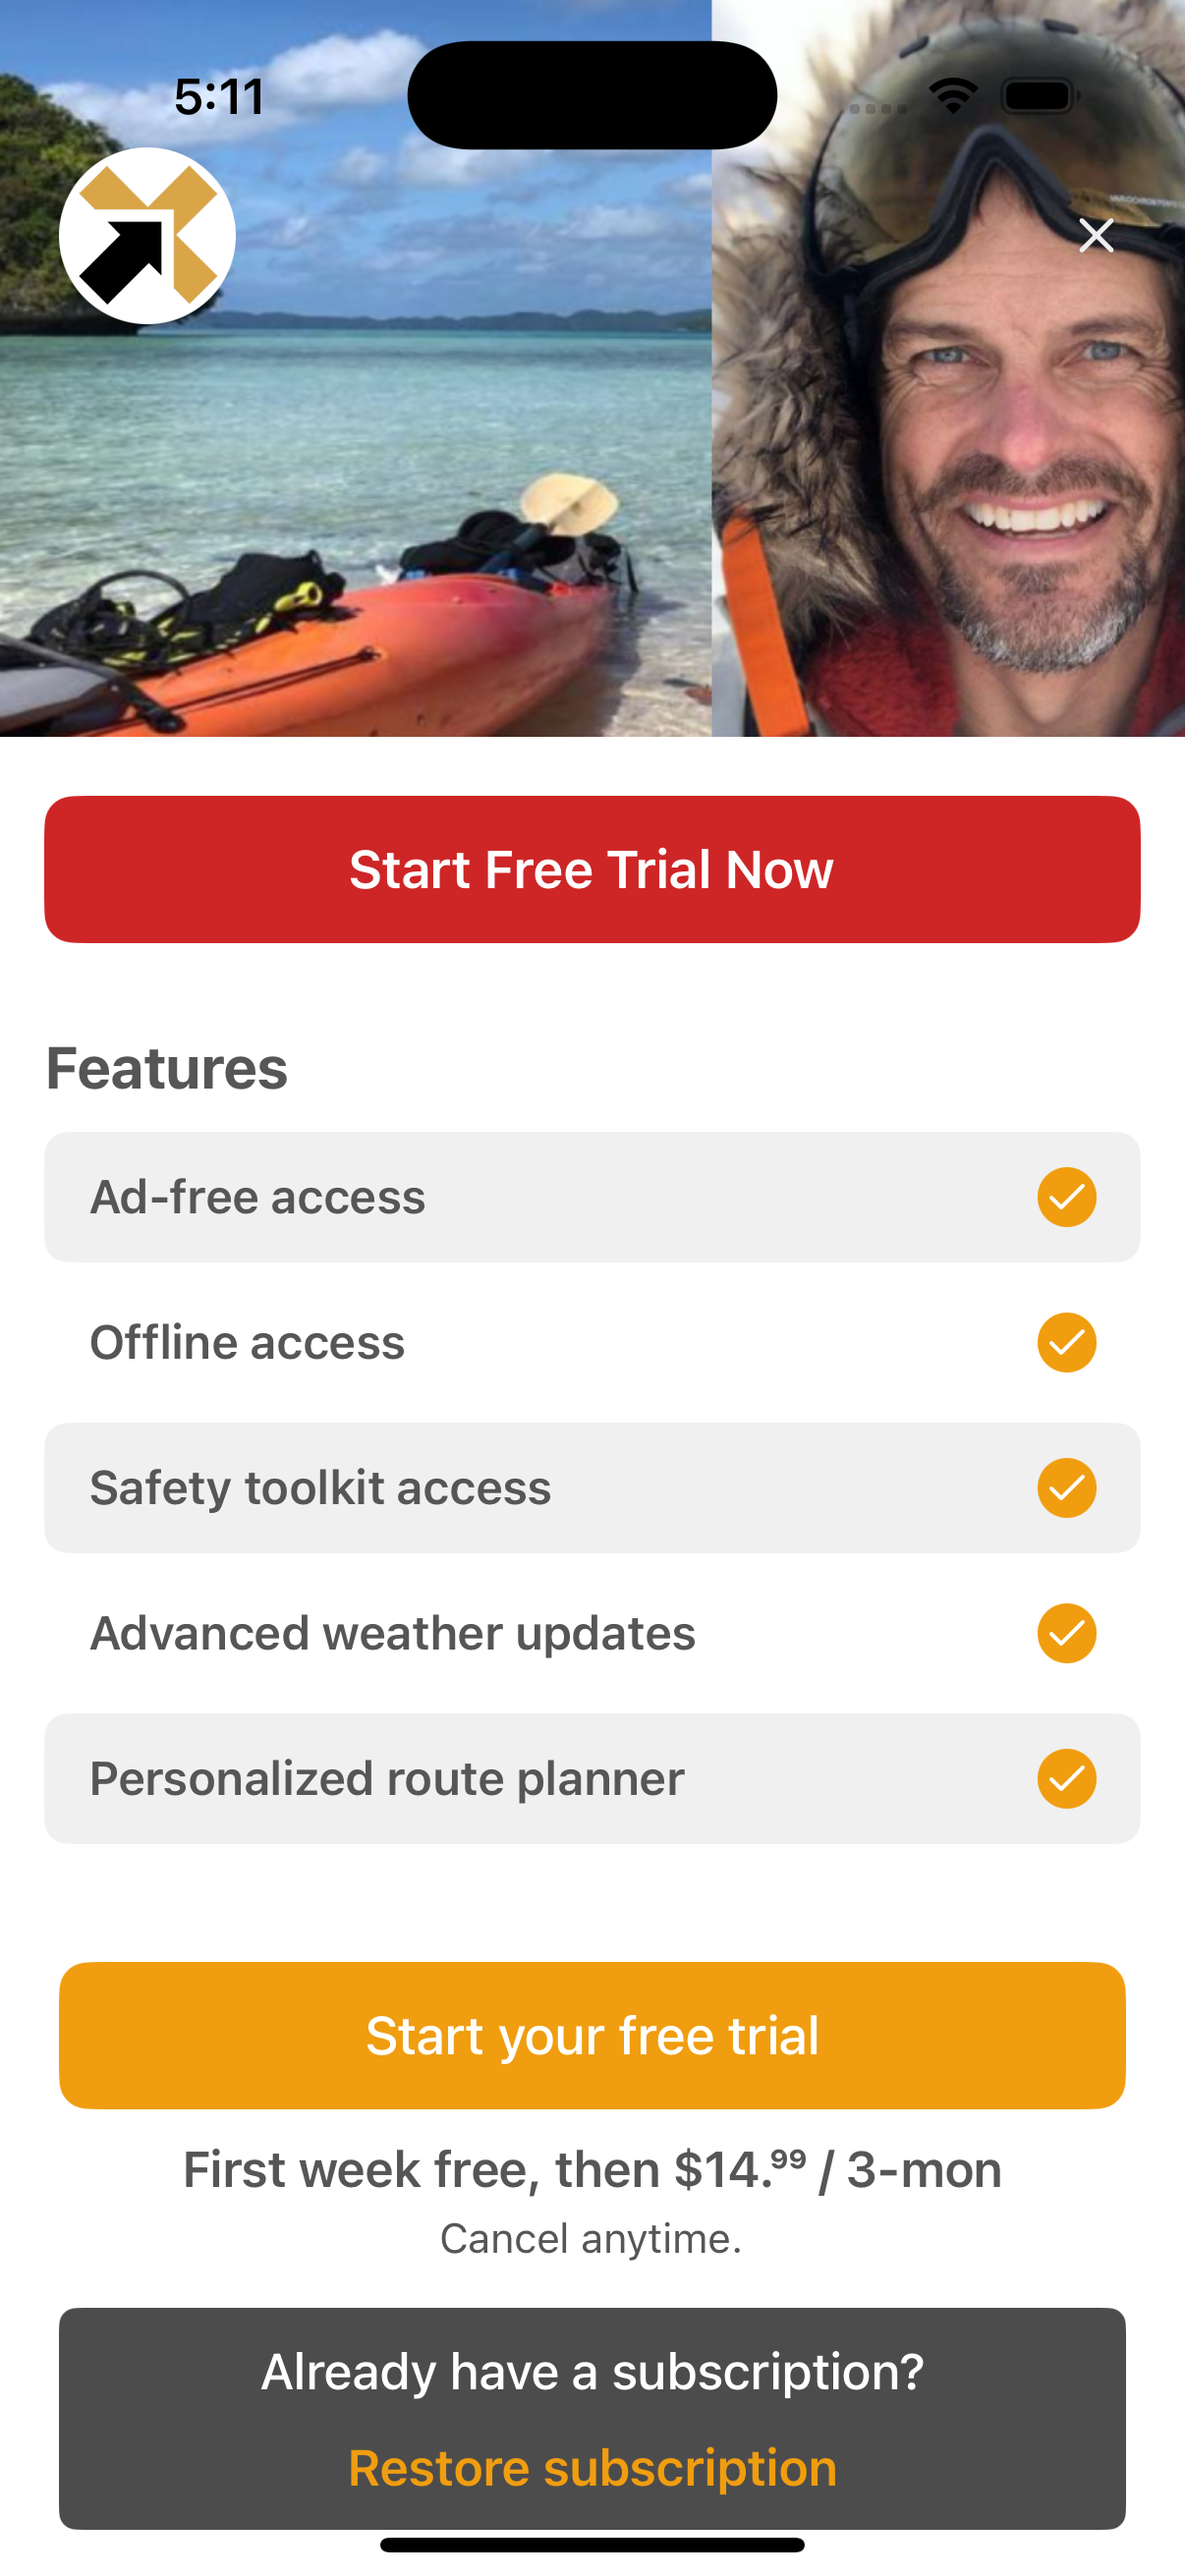 5:11
Start Free Trial Now
Features
Ad-free access
Offline access
Safety toolkit access
Advanced weather updates
Personalized route planner
Start your free trial
First week free, then $14.⁹⁹ / 3-mon
Cancel anytime.
Already have a subscription?
Restore subscription